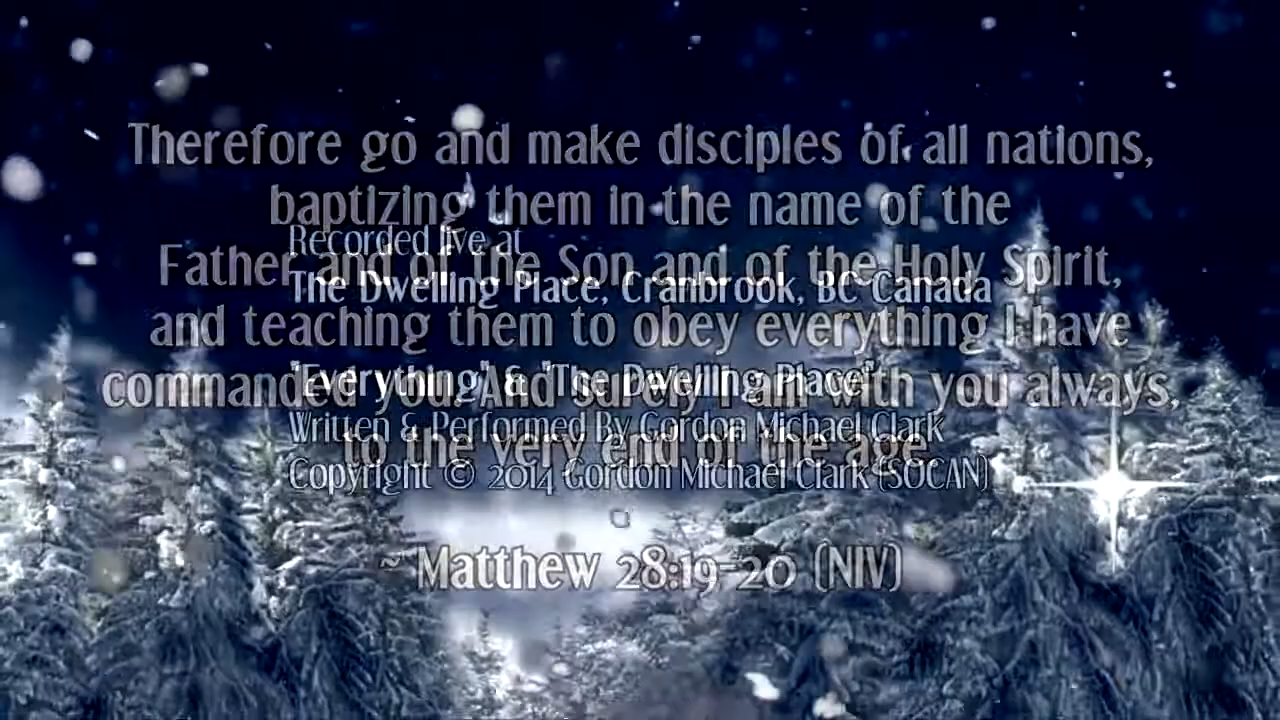 Therefore go and make disciples of all nations,
baptizing them in the name of the
Father and of the Son and of the Holy Spirit,
and teaching them to obey everything I have
commanded you. And surely I am with you always,
to the very end of the age
~ Matthew 28:19-20 (NIV)
Recorded live at
The Dwelling Place, Cranbrook, BC Canada
"Everything" & "The Dwelling Place"
Written & Performed By Gordon Michael Clark
Copyright © 2014 Gordon Michael Clark (SOCAN)